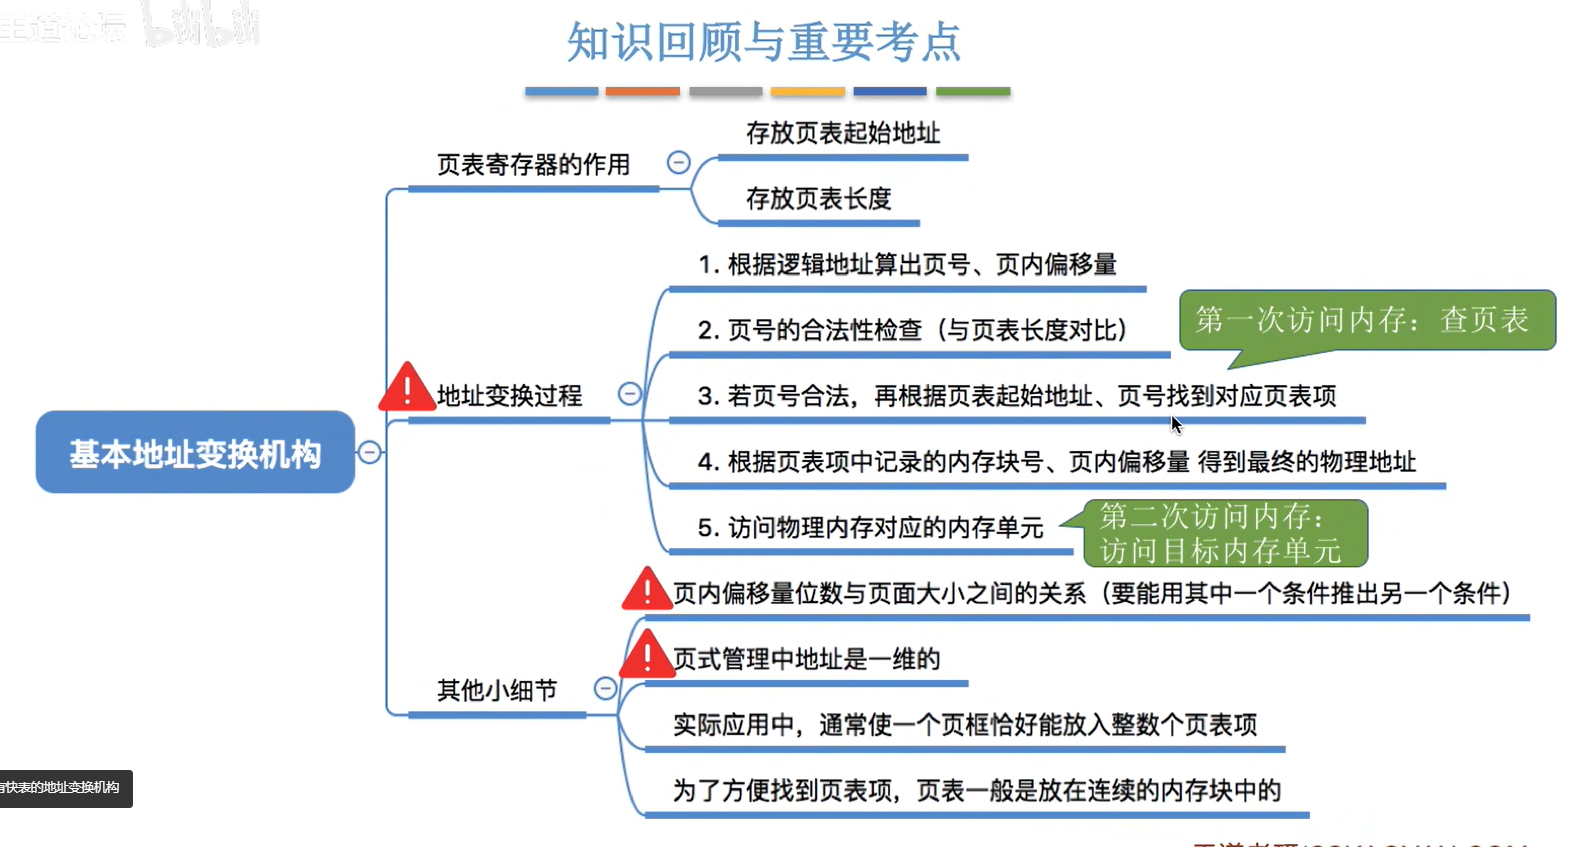 王道论坛 bilibili
知识回顾与重要考点
基本地址变换机构
页表寄存器的作用
存放页表起始地址
存放页表长度
地址变换过程
1. 根据逻辑地址算出页号、页内偏移量
2. 页号的合法性检查（与页表长度对比）
第一次访问内存：查页表
3. 若页号合法，再根据页表起始地址、页号找到对应页表项
4. 根据页表项中记录的内存块号、页内偏移量 得到最终的物理地址
5. 访问物理内存对应的内存单元
第二次访问内存：
访问目标内存单元
其他小细节
页内偏移量位数与页面大小之间的关系（要能用其中一个条件推出另一个条件）
页式管理中地址是一维的
实际应用中，通常使一个页框恰好能放入整数个页表项
为了方便找到页表项，页表一般是放在连续的内存块中的
有快表的地址变换机构